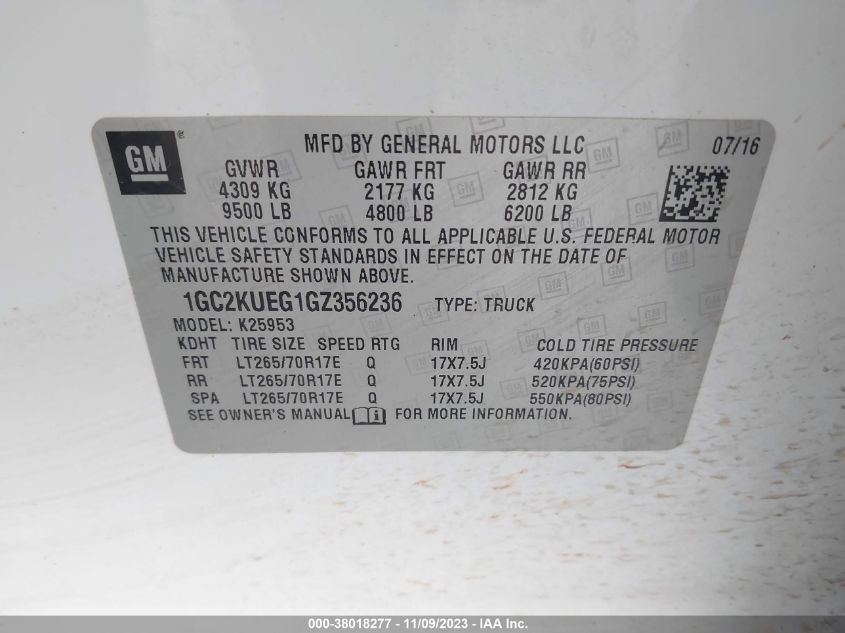 GM® MFD BY GENERAL MOTORS LLC 07/16
GVWR GAWR FRT GAWR RR
4309 KG 2177 KG 2812 KG
9500 LB 4800 LB 6200 LB
THIS VEHICLE CONFORMS TO ALL APPLICABLE U.S. FEDERAL MOTOR
VEHICLE SAFETY STANDARDS IN EFFECT ON THE DATE OF
MANUFACTURE SHOWN ABOVE.
1GC2KUEG1GZ356236 TYPE: TRUCK
MODEL: K25953
KDHT TIRE SIZE SPEED RTG RIM COLD TIRE PRESSURE
FRT LT265/70R17E Q 17X7.5J 420KPA(60PSI)
RR LT265/70R17E Q 17X7.5J 520KPA(75PSI)
SPA LT265/70R17E Q 17X7.5J 550KPA(80PSI)
SEE OWNER'S MANUAL FOR MORE INFORMATION.
000-38018277 - 11/09/2023 - IAA Inc.